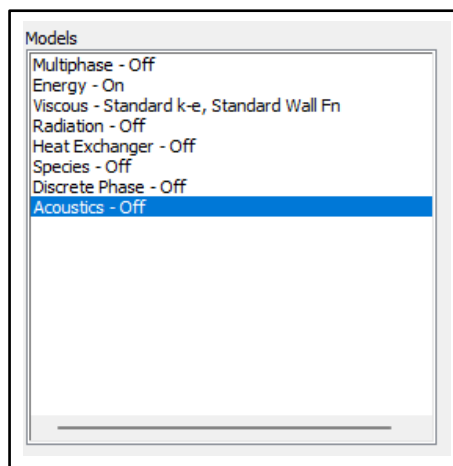 Models
Multiphase - Off
Energy - On
Viscous - Standard k-e, Standard Wall Fn
Radiation - Off
Heat Exchanger - Off
Species - Off
Discrete Phase - Off
Acoustics - Off